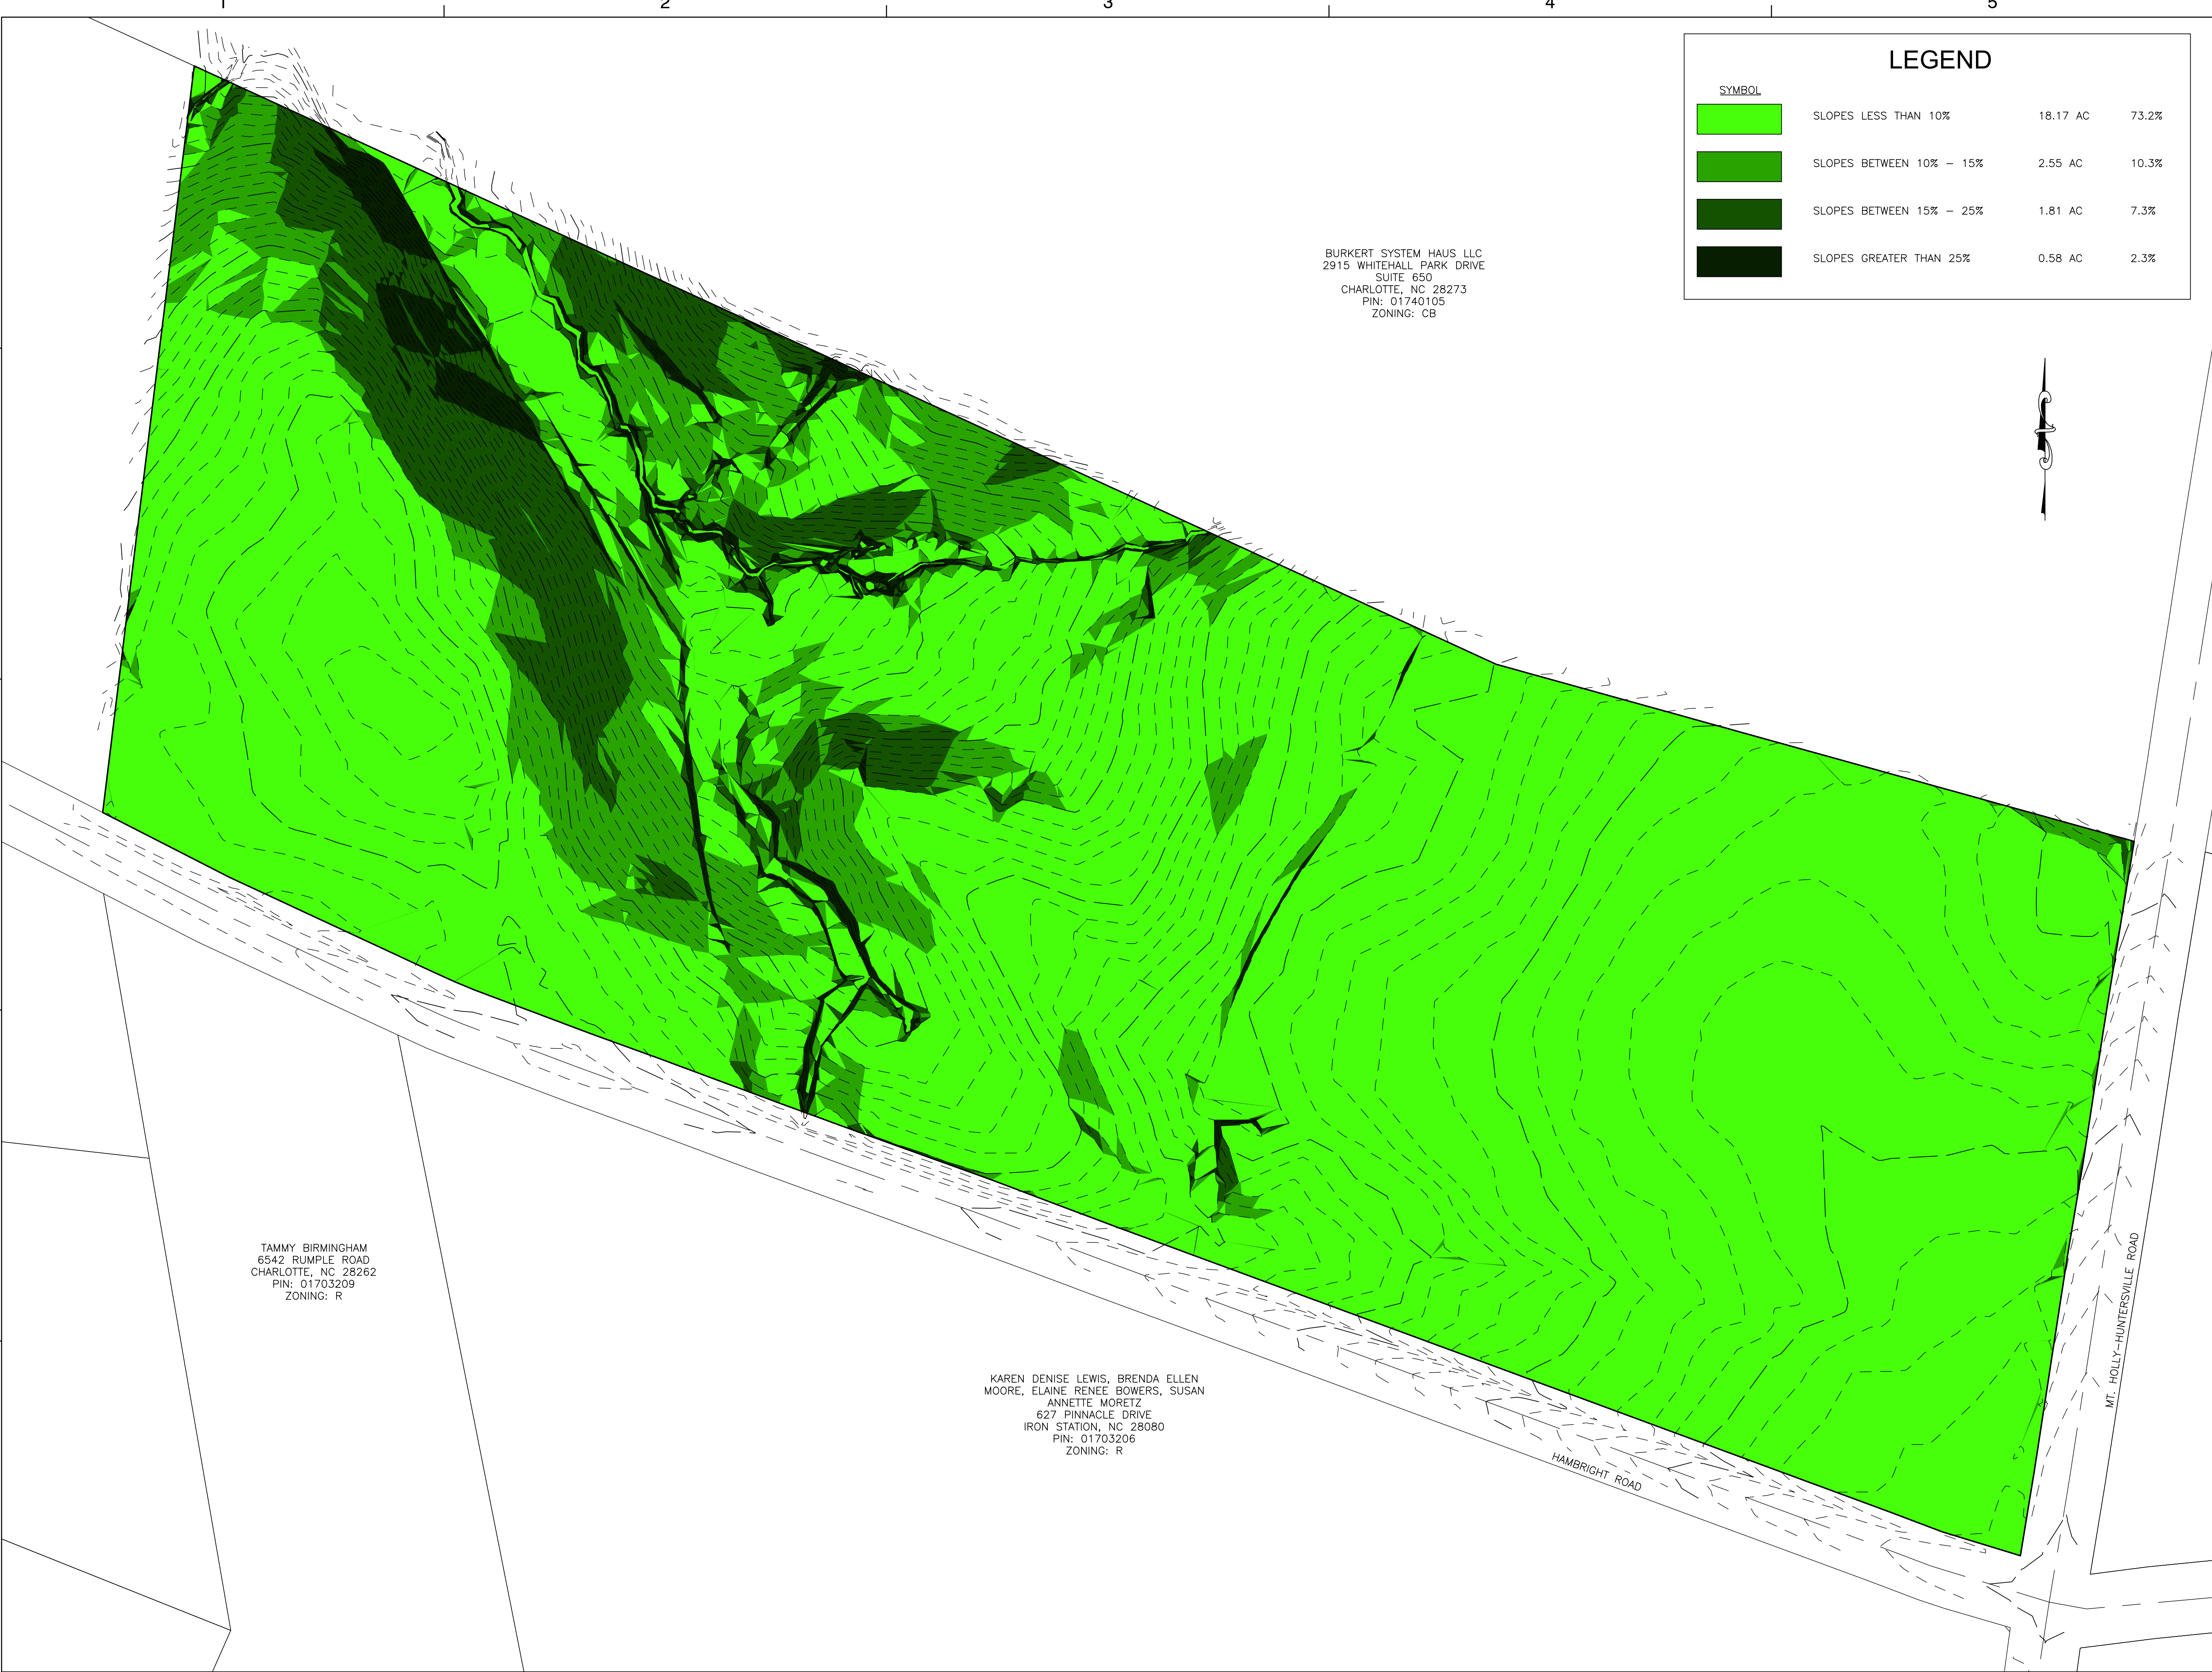 1 2 3 4 5
LEGEND
SYMBOL
SLOPES LESS THAN 10% 18.17 AC 73.2%
SLOPES BETWEEN 10% - 15% 2.55 AC 10.3%
SLOPES BETWEEN 15% - 25% 1.81 AC 7.3%
SLOPES GREATER THAN 25% 0.58 AC 2.3%
BURKERT SYSTEM HAUS LLC
2915 WHITEHALL PARK DRIVE
SUITE 650
CHARLOTTE, NC 28273
PIN: 01740105
ZONING: CB
TAMMY BIRMINGHAM
6542 RUMPLE ROAD
CHARLOTTE, NC 28262
PIN: 01703209
ZONING: R
KAREN DENISE LEWIS, BRENDA ELLEN
MOORE, ELAINE RENEE BOWERS, SUSAN
ANNETTE MORETZ
627 PINNACLE DRIVE
IRON STATION, NC 28080
PIN: 01703206
ZONING: R
HAMBRIGHT ROAD
MT. HOLLY-HUNTERSVILLE ROAD